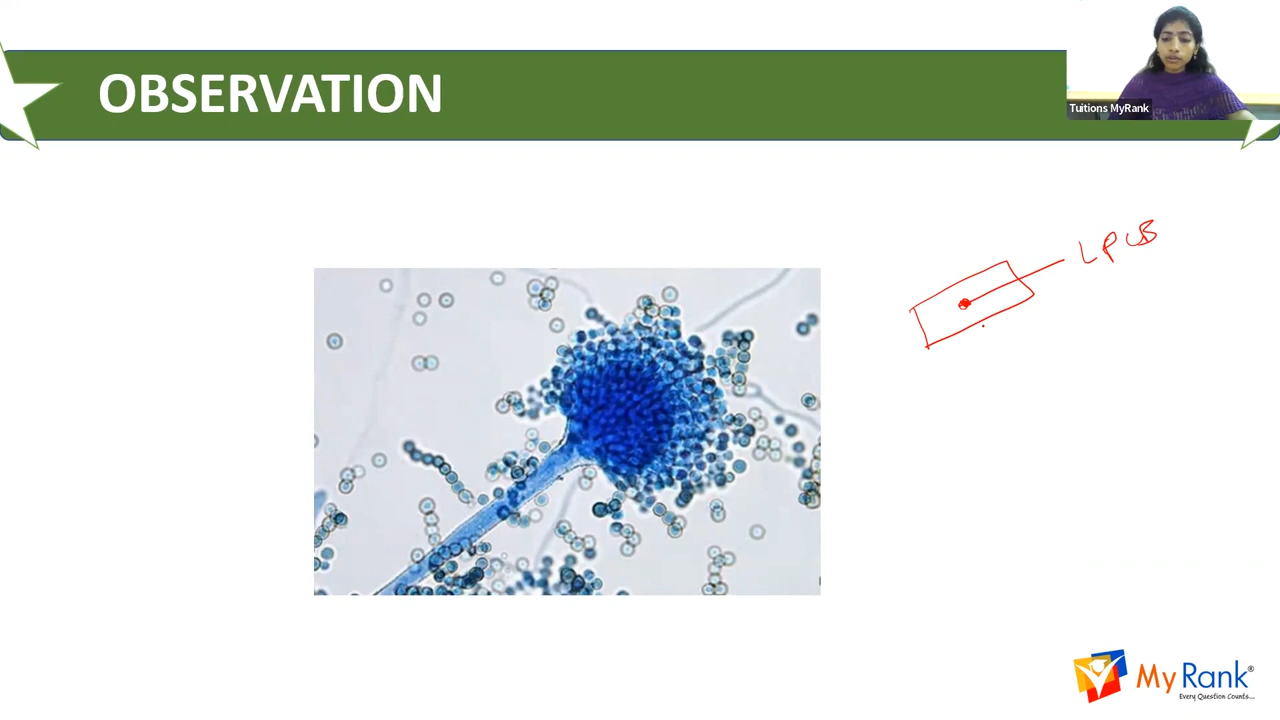 OBSERVATION
Tuitions MyRank
LPCB
MyRank®
Every Question Counts...